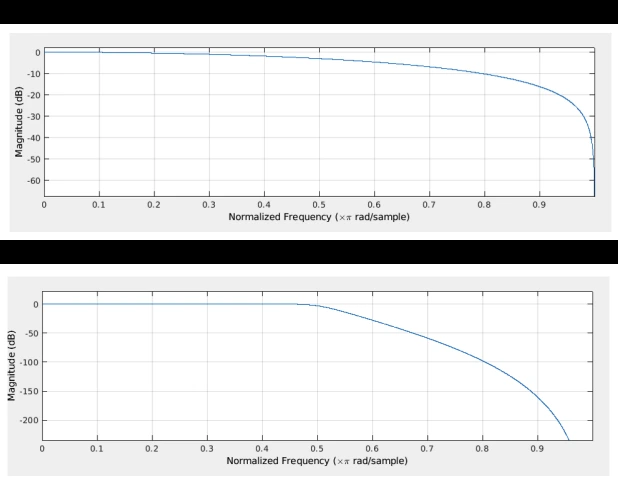 0
-10
-20
-30
-40
-50
-60
Magnitude (dB)
0 0.1 0.2 0.3 0.4 0.5 0.6 0.7 0.8 0.9
Normalized Frequency (×π rad/sample)
0
-50
-100
-150
-200
Magnitude (dB)
0 0.1 0.2 0.3 0.4 0.5 0.6 0.7 0.8 0.9
Normalized Frequency (×π rad/sample)